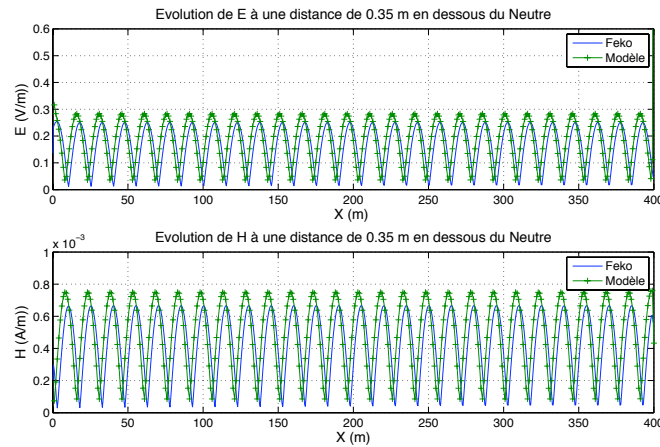 Evolution de E à une distance de 0.35 m en dessous du Neutre
0.6
0.5
0.4
0.3
0.2
0.1
0
E (V/m))
Feko
Modèle
0 50 100 150 200 250 300 350 400
X (m)
x 10⁻³
Evolution de H à une distance de 0.35 m en dessous du Neutre
1
0.8
0.6
0.4
0.2
0
H (A/m))
Feko
Modèle
0 50 100 150 200 250 300 350 400
X (m)